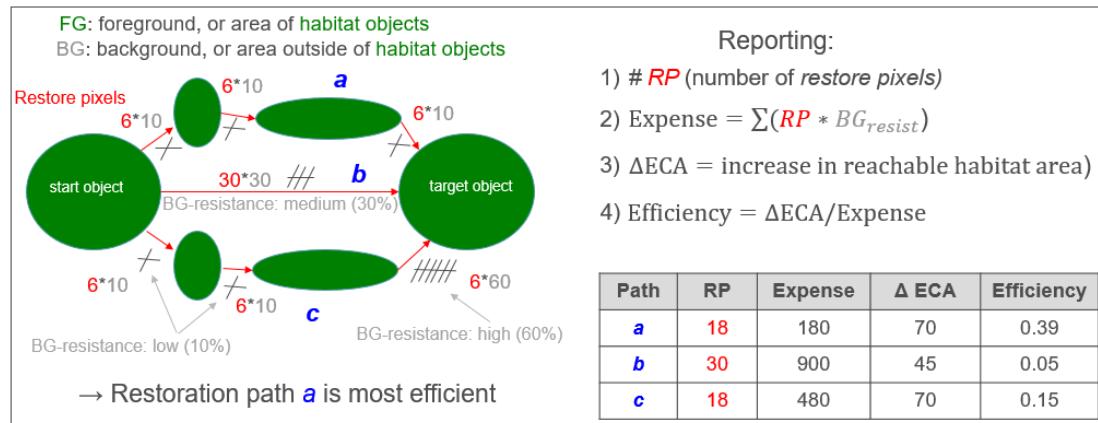 FG: foreground, or area of habitat objects
BG: background, or area outside of habitat objects
Restore pixels
6*10
6*10
a
6*10
start object
30*30
b
target object
BG-resistance: medium (30%)
6*10
6*10
c
6*60
BG-resistance: low (10%)
BG-resistance: high (60%)
→ Restoration path a is most efficient
Reporting:
1) # RP (number of restore pixels)
2) Expense = ∑(RP * BG_resist)
3) ΔECA = increase in reachable habitat area)
4) Efficiency = ΔECA/Expense
Path RP Expense Δ ECA Efficiency
a 18 180 70 0.39
b 30 900 45 0.05
c 18 480 70 0.15